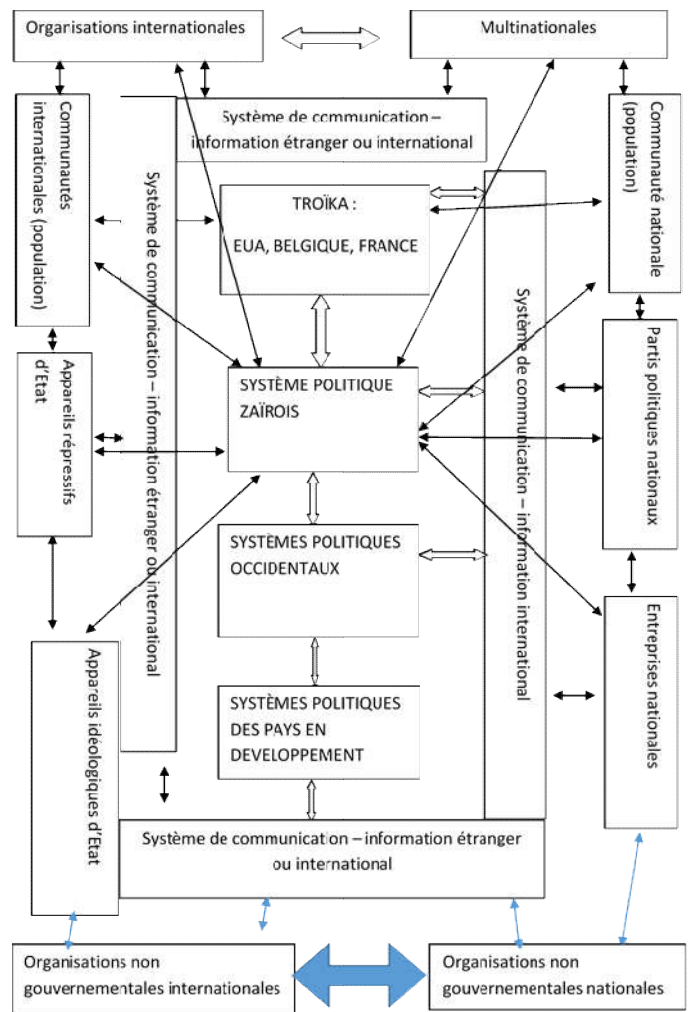 Organisations internationales
Multinationales
Système de communication –
information étranger ou international
Communautés
internationales (population)
Système de communication – information étranger ou international
TROÏKA :
EUA, BELGIQUE, FRANCE
Système de communication – information international
Communauté nationale
(population)
Appareils répressifs
d'Etat
SYSTÈME POLITIQUE
ZAÏROIS
Partis politiques nationaux
SYSTÈMES POLITIQUES
OCCIDENTAUX
Appareils idéologiques d'Etat
SYSTÈMES POLITIQUES
DES PAYS EN
DEVELOPPEMENT
Entreprises nationales
Système de communication – information étranger
ou international
Organisations non
gouvernementales internationales
Organisations non
gouvernementales nationales